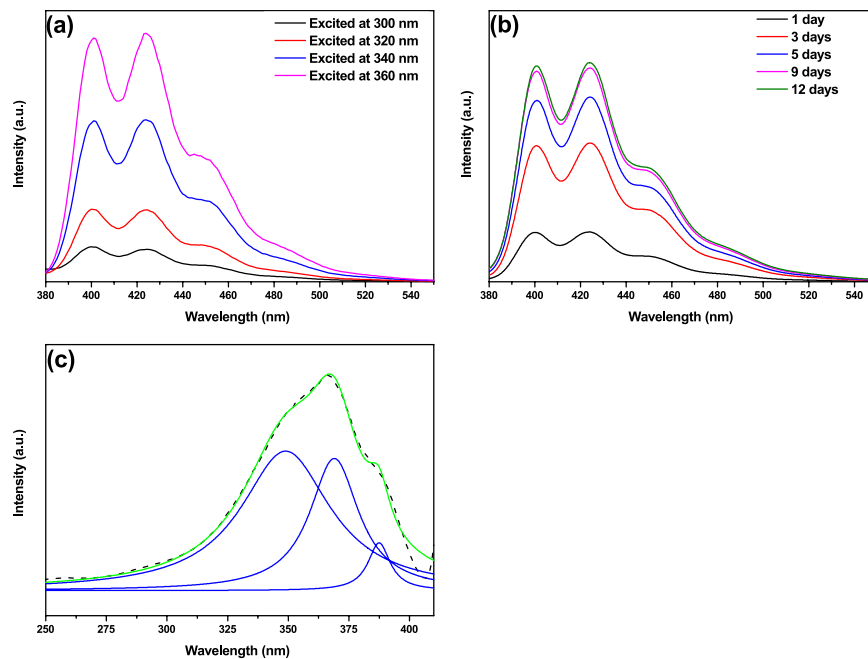 (a)
Excited at 300 nm
Excited at 320 nm
Excited at 340 nm
Excited at 360 nm
Intensity (a.u.)
380 400 420 440 460 480 500 520 540
Wavelength (nm)
(b)
1 day
3 days
5 days
9 days
12 days
Intensity (a.u.)
380 400 420 440 460 480 500 520 540
Wavelength (nm)
(c)
Intensity (a.u.)
250 275 300 325 350 375 400
Wavelength (nm)